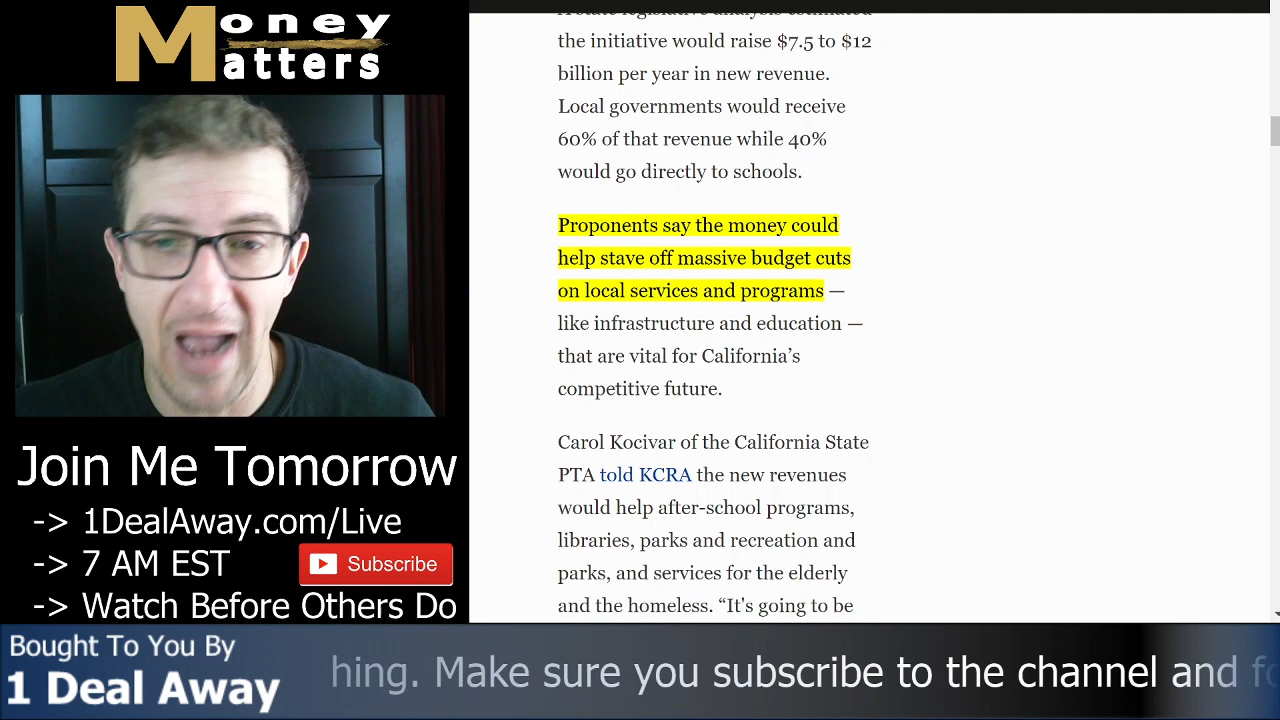 Money
Matters
Join Me Tomorrow
-> 1DealAway.com/Live
-> 7 AM EST
Subscribe
-> Watch Before Others Do
the initiative would raise $7.5 to $12
billion per year in new revenue.
Local governments would receive
60% of that revenue while 40%
would go directly to schools.
Proponents say the money could
help stave off massive budget cuts
on local services and programs —
like infrastructure and education —
that are vital for California’s
competitive future.
Carol Kocivar of the California State
PTA told KCRA the new revenues
would help after-school programs,
libraries, parks and recreation and
parks, and services for the elderly
and the homeless. “It's going to be
Bought To You By
1 Deal Away
hing. Make sure you subscribe to the channel and